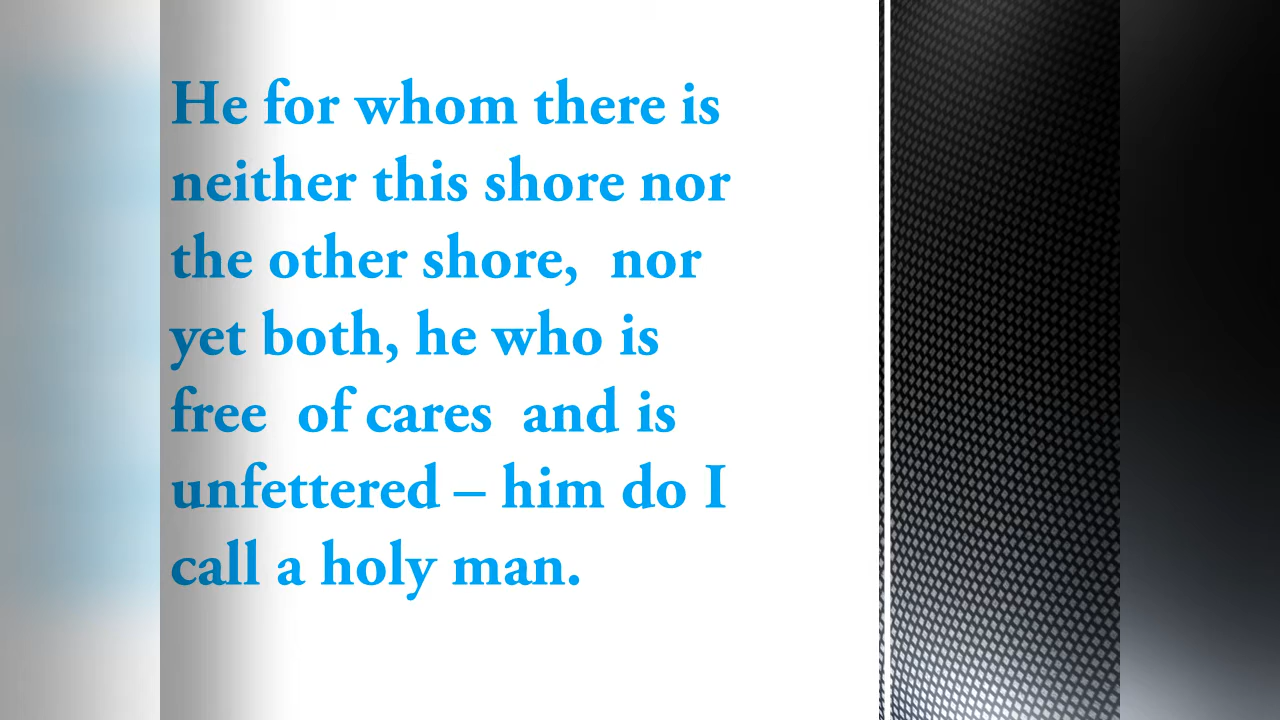 He for whom there is
neither this shore nor
the other shore,  nor
yet both, he who is
free  of cares  and is
unfettered – him do I
call a holy man.